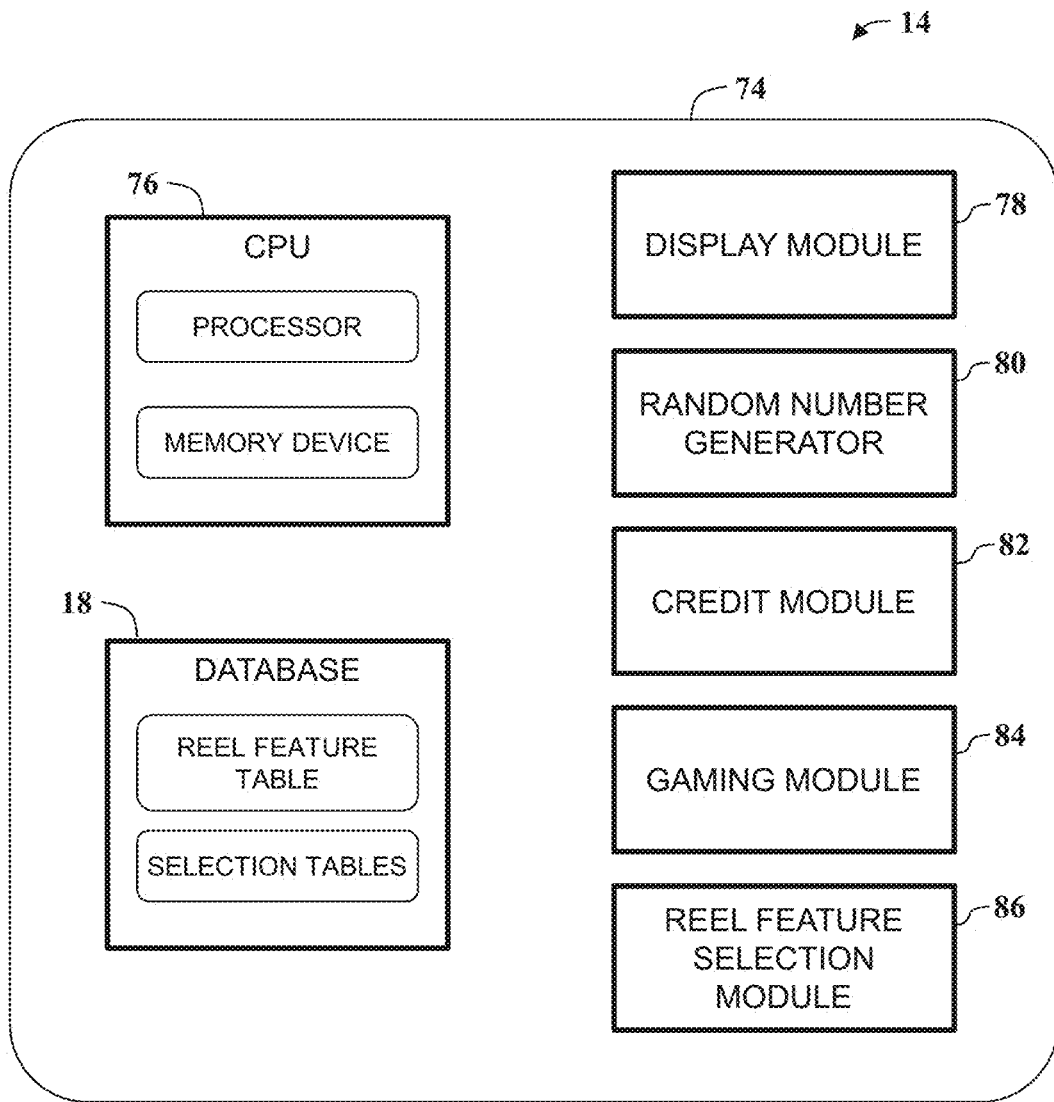 14
74
76
CPU
PROCESSOR
MEMORY DEVICE
18
DATABASE
REEL FEATURE
TABLE
SELECTION TABLES
78
DISPLAY MODULE
80
RANDOM NUMBER
GENERATOR
82
CREDIT MODULE
84
GAMING MODULE
86
REEL FEATURE
SELECTION
MODULE